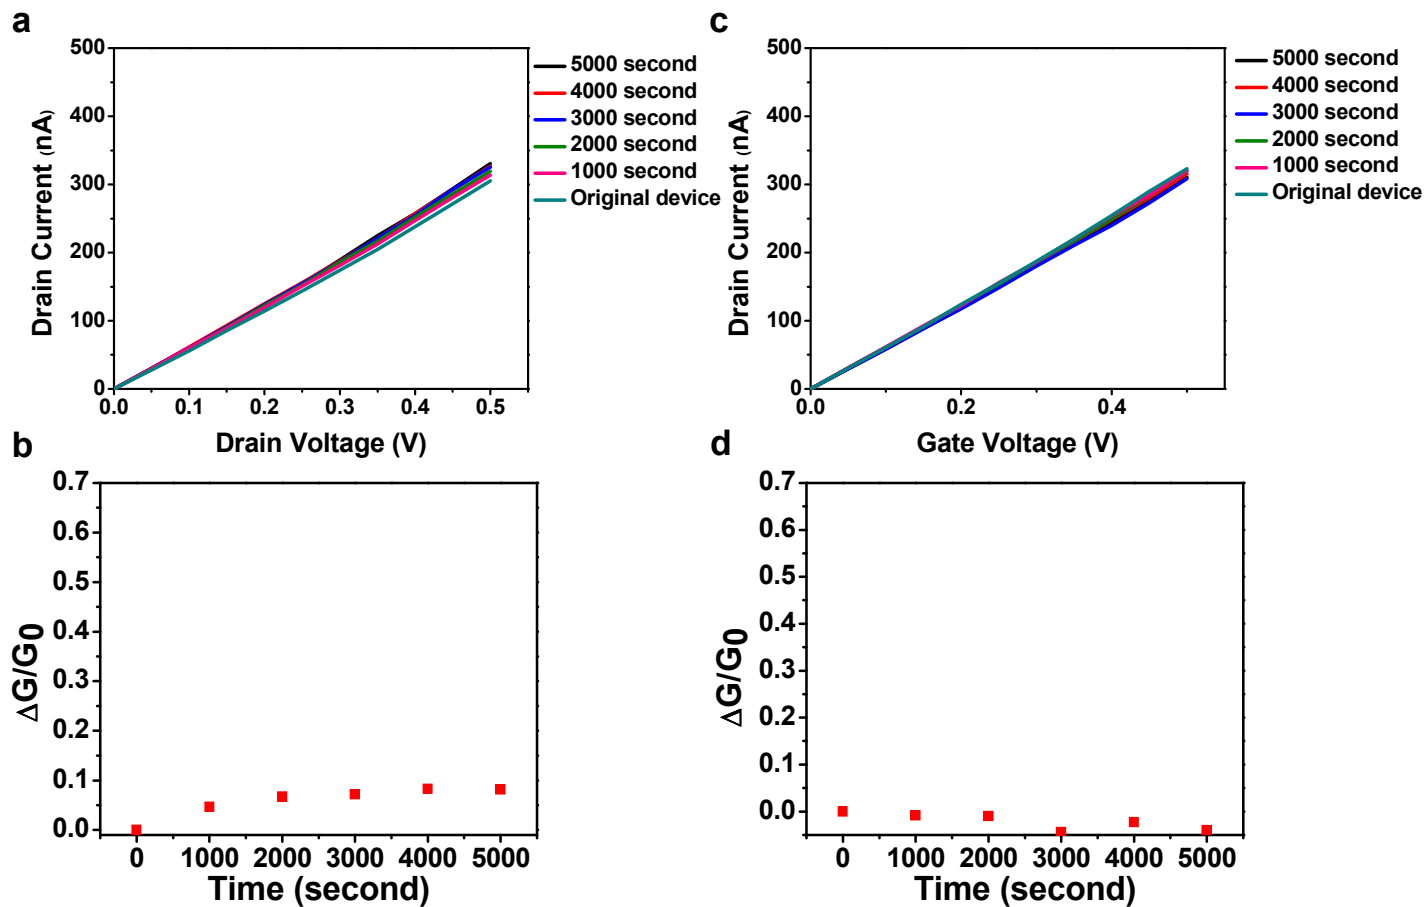 a
500
400
300
200
100
0
0.0 0.1 0.2 0.3 0.4 0.5
Drain Current (nA)
Drain Voltage (V)
5000 second
4000 second
3000 second
2000 second
1000 second
Original device
c
500
400
300
200
100
0
0.0 0.2 0.4
Drain Current (nA)
Gate Voltage (V)
5000 second
4000 second
3000 second
2000 second
1000 second
Original device
b
0.7
0.6
0.5
0.4
0.3
0.2
0.1
0.0
0 1000 2000 3000 4000 5000
ΔG/G0
Time (second)
d
0.7
0.6
0.5
0.4
0.3
0.2
0.1
0.0
0 1000 2000 3000 4000 5000
ΔG/G0
Time (second)